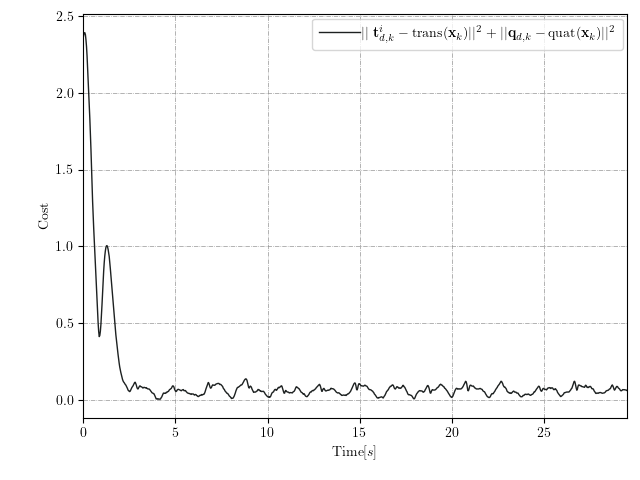 || t^i_{d,k} − trans(x_k)||² + ||q_{d,k} − quat(x_k)||²
2.5
2.0
1.5
1.0
0.5
0.0
Cost
0 5 10 15 20 25
Time[s]